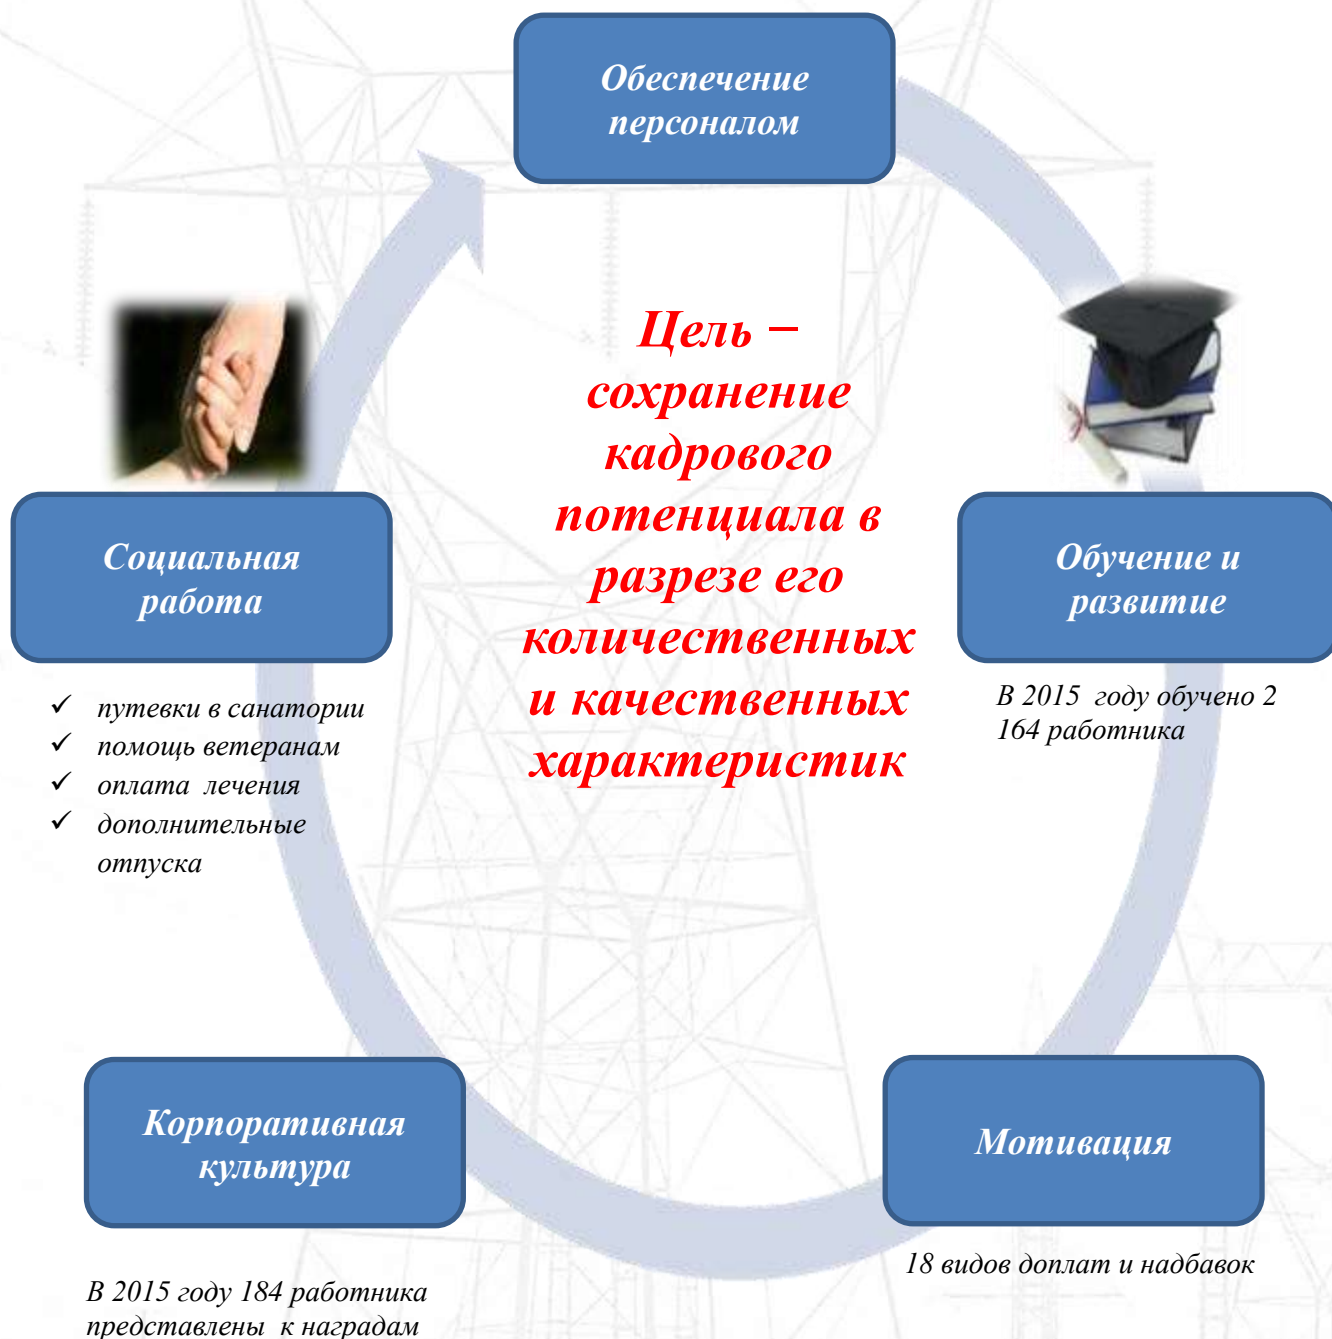 Обеспечение
персоналом
Цель –
сохранение
кадрового
потенциала в
разрезе его
количественных
и качественных
характеристик
Социальная
работа
✓ путевки в санатории
✓ помощь ветеранам
✓ оплата лечения
✓ дополнительные
отпуска
Обучение и
развитие
В 2015 году обучено 2
164 работника
Корпоративная
культура
В 2015 году 184 работника
представлены к наградам
Мотивация
18 видов доплат и надбавок